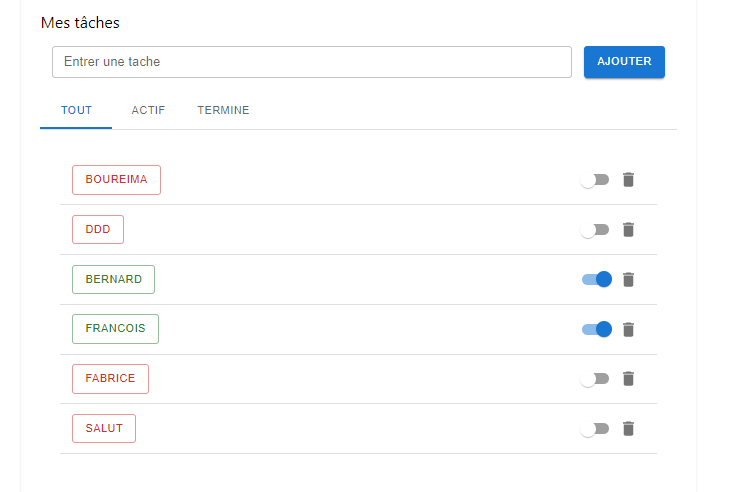 Mes tâches
Entrer une tache AJOUTER
TOUT ACTIF TERMINE
BOUREIMA
DDD
BERNARD
FRANCOIS
FABRICE
SALUT